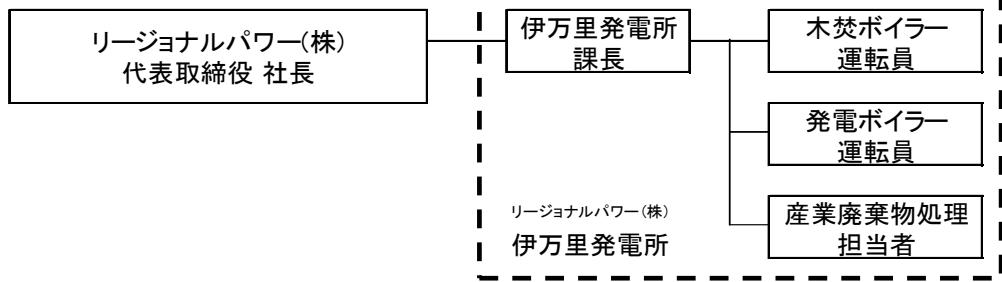 リージョナルパワー(株)
代表取締役 社長
伊万里発電所
課長
木焚ボイラー
運転員
発電ボイラー
運転員
産業廃棄物処理
担当者
リージョナルパワー(株)
伊万里発電所